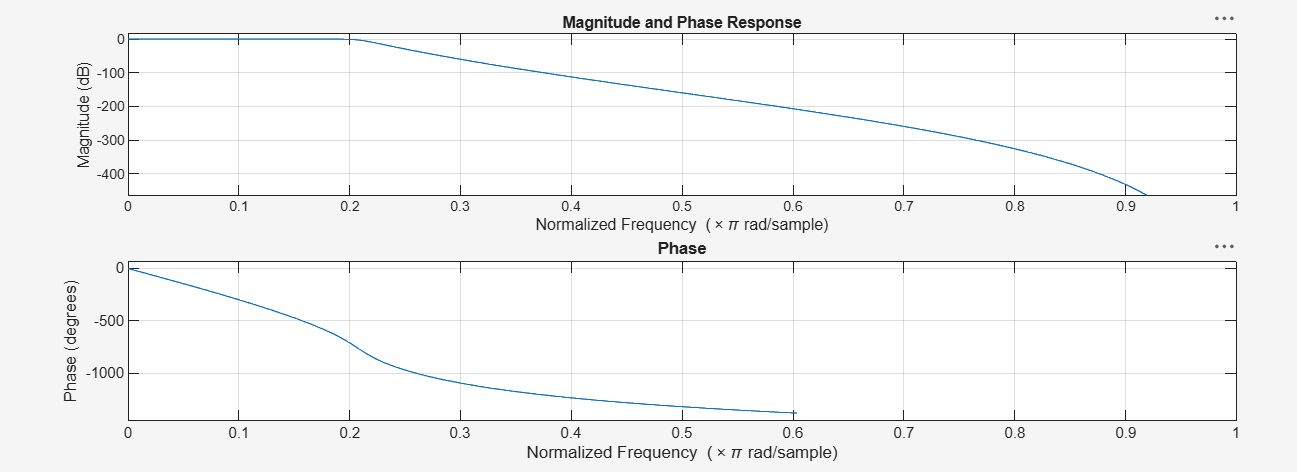 Magnitude and Phase Response
0
-100
-200
-300
-400
Magnitude (dB)
0 0.1 0.2 0.3 0.4 0.5 0.6 0.7 0.8 0.9 1
Normalized Frequency (× π rad/sample)
Phase
0
-500
-1000
Phase (degrees)
0 0.1 0.2 0.3 0.4 0.5 0.6 0.7 0.8 0.9 1
Normalized Frequency (× π rad/sample)